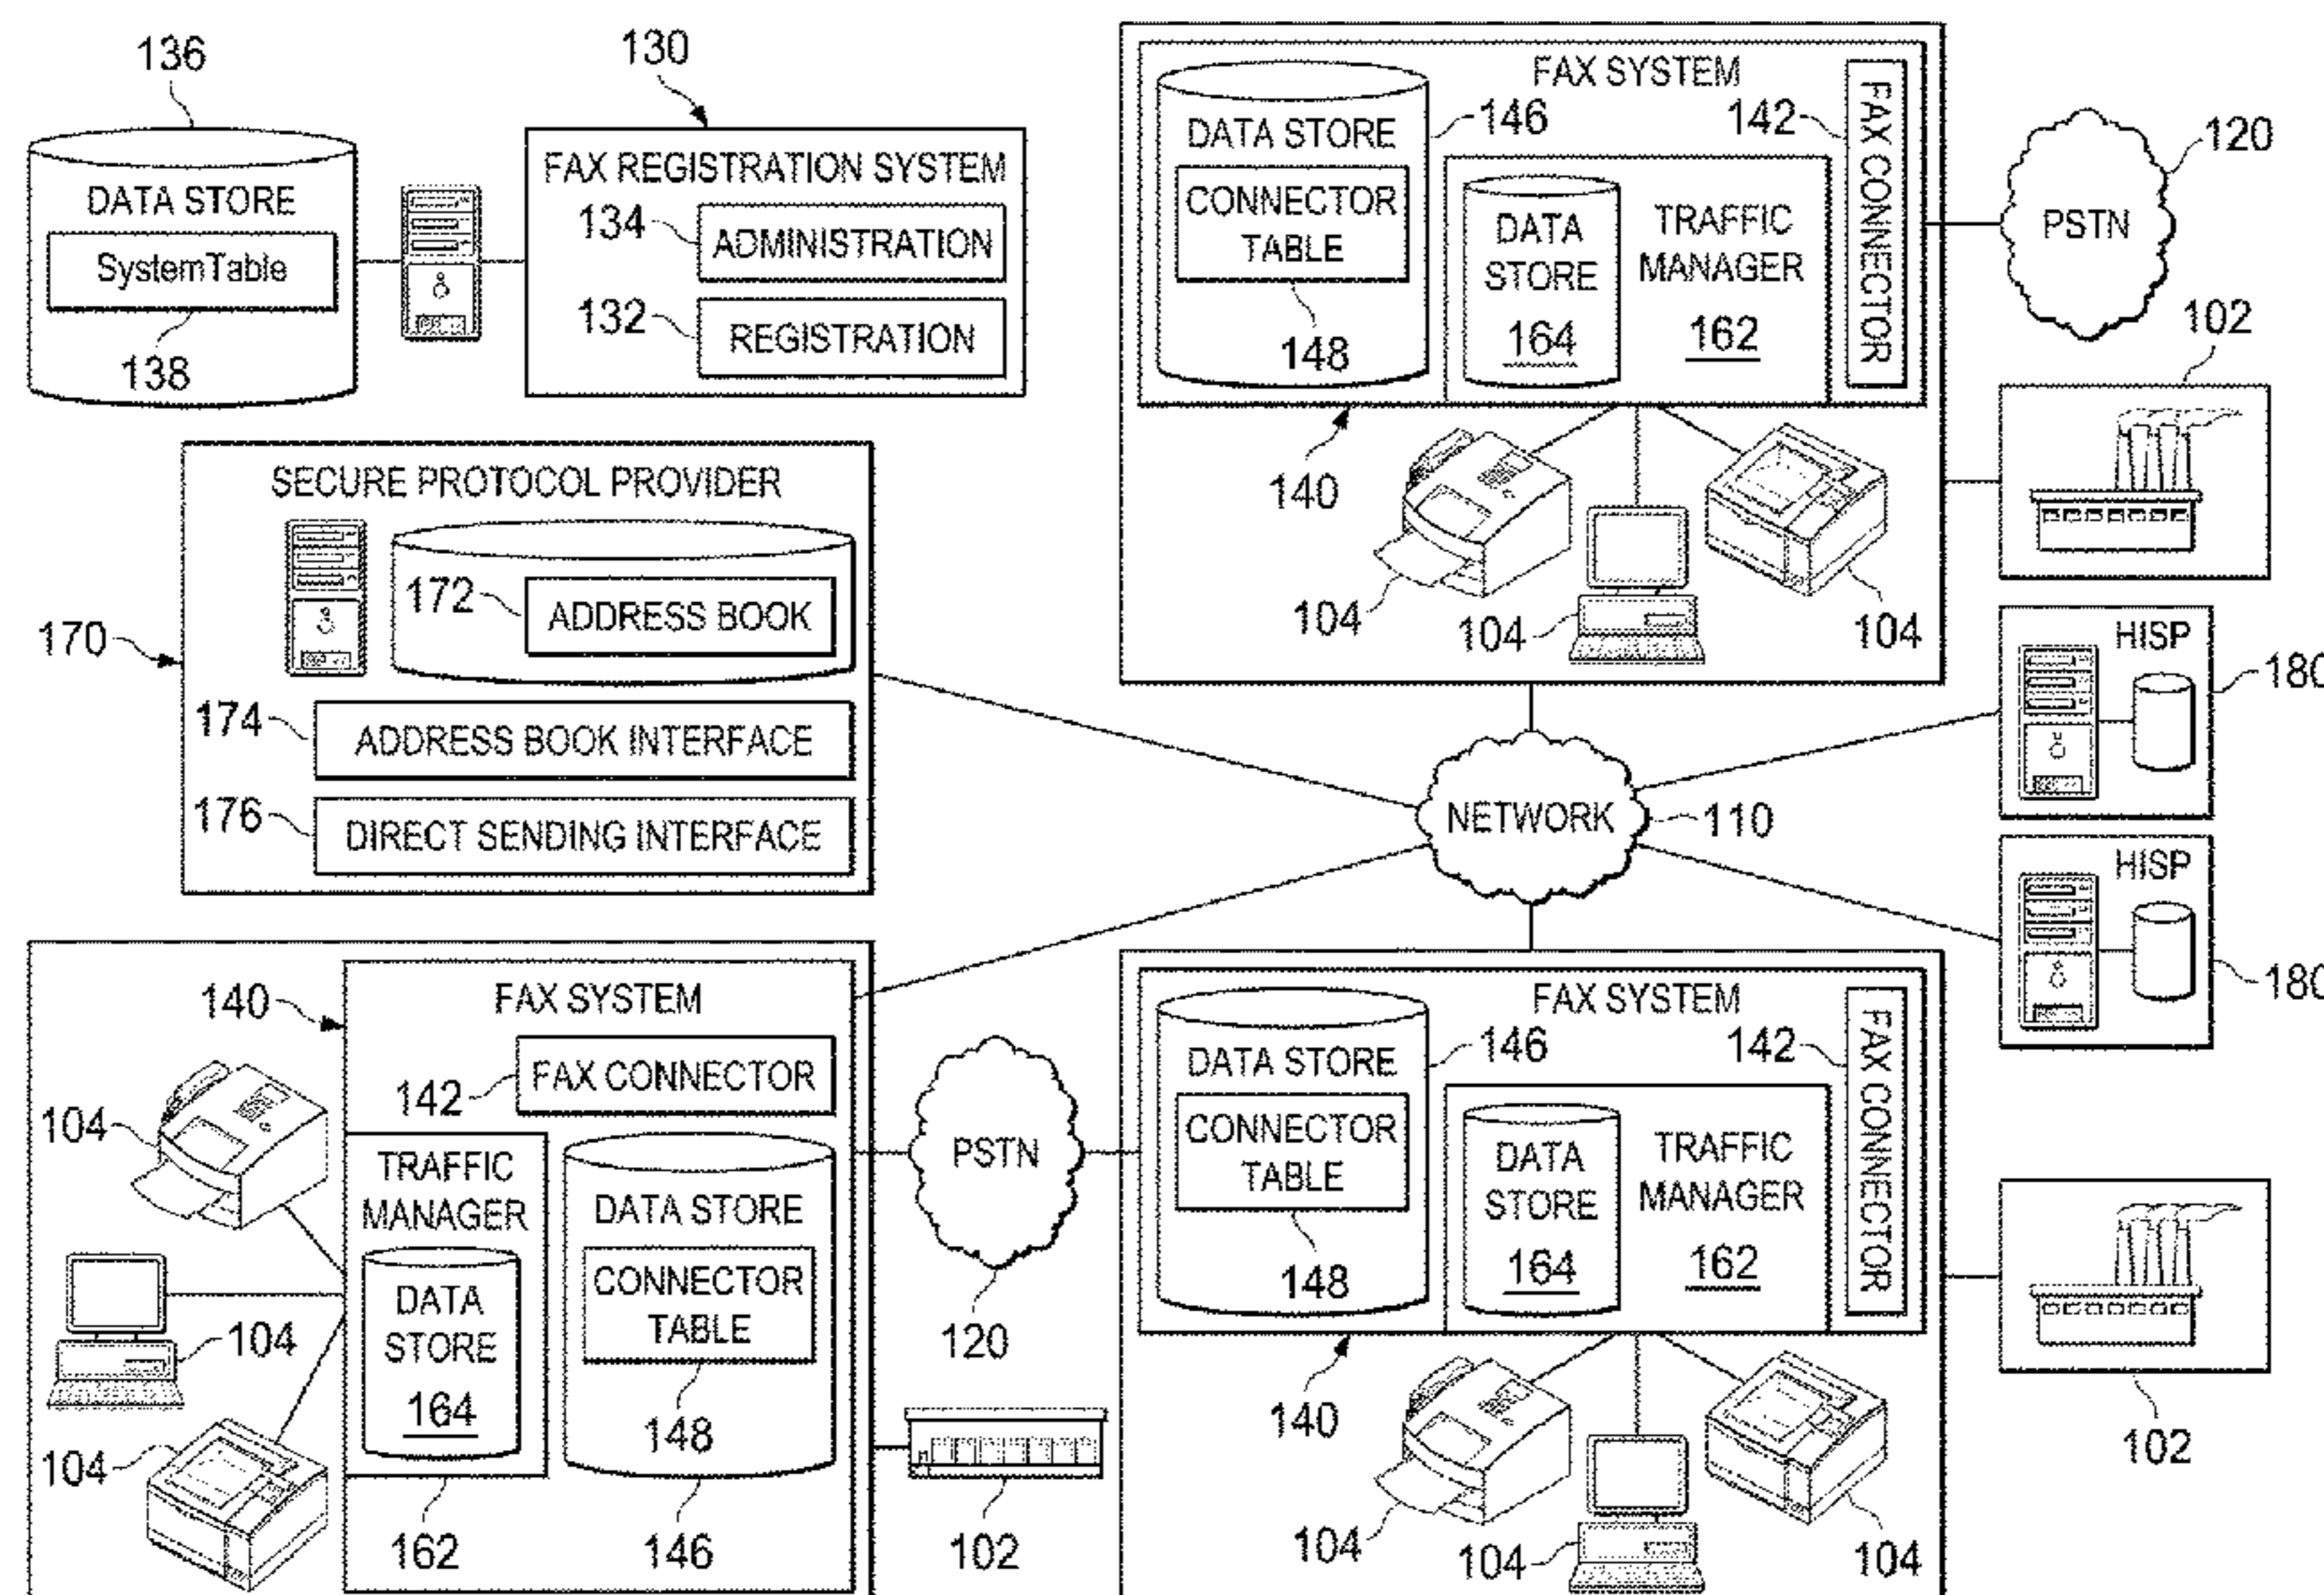 136
DATA STORE
SystemTable
138
130
FAX REGISTRATION SYSTEM
134
ADMINISTRATION
132
REGISTRATION
FAX SYSTEM
DATA STORE
146
CONNECTOR
TABLE
148
DATA
STORE
164
TRAFFIC
MANAGER
162
142
FAX CONNECTOR
140
104
104
104
120
PSTN
102
SECURE PROTOCOL PROVIDER
170
172
ADDRESS BOOK
174
ADDRESS BOOK INTERFACE
176
DIRECT SENDING INTERFACE
NETWORK
110
HISP
180
HISP
180
140
FAX SYSTEM
142
FAX CONNECTOR
104
104
104
TRAFFIC
MANAGER
DATA
STORE
164
162
DATA STORE
CONNECTOR
TABLE
148
146
PSTN
120
102
FAX SYSTEM
DATA STORE
146
CONNECTOR
TABLE
148
DATA
STORE
164
TRAFFIC
MANAGER
162
142
FAX CONNECTOR
140
104
104
104
102